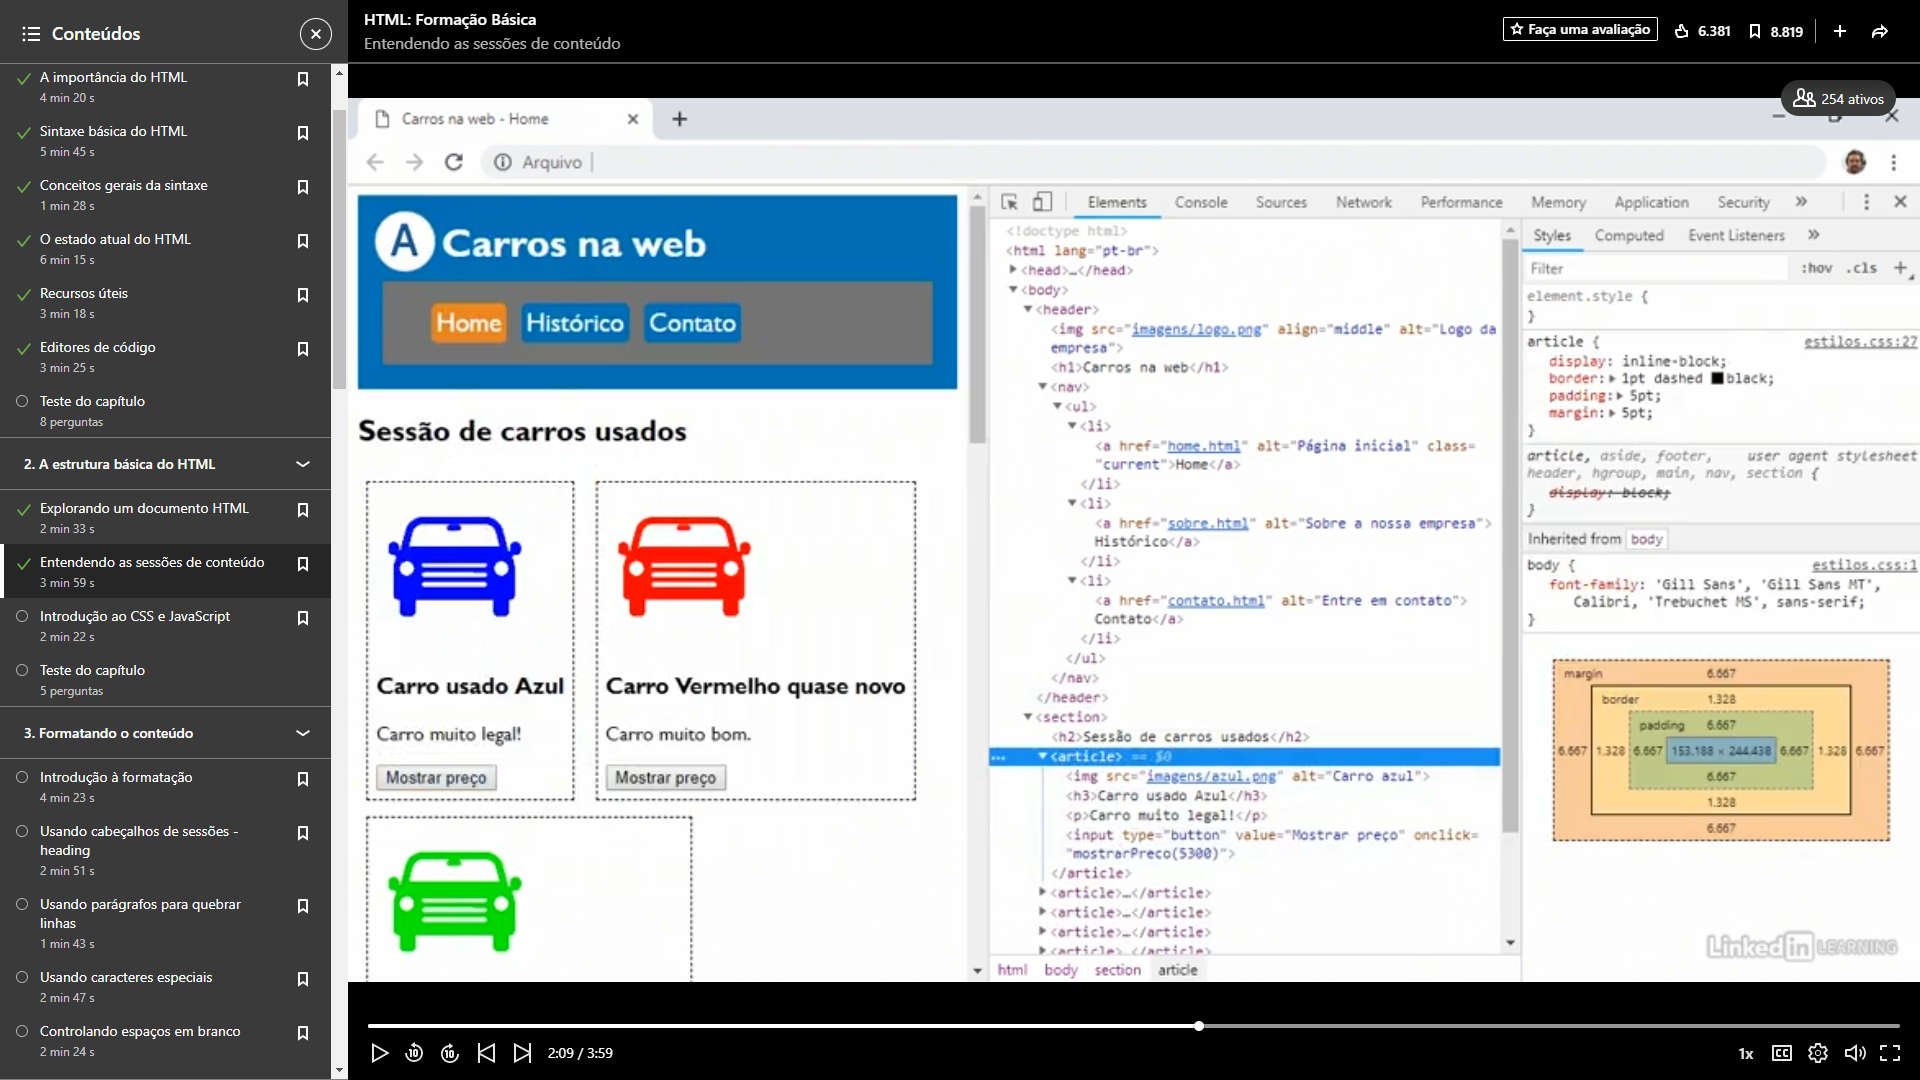 Conteúdos
A importância do HTML
4 min 20 s
Sintaxe básica do HTML
5 min 45 s
Conceitos gerais da sintaxe
1 min 28 s
O estado atual do HTML
6 min 15 s
Recursos úteis
3 min 18 s
Editores de código
3 min 25 s
Teste do capítulo
8 perguntas
2. A estrutura básica do HTML
Explorando um documento HTML
2 min 33 s
Entendendo as sessões de conteúdo
3 min 59 s
Introdução ao CSS e JavaScript
2 min 22 s
Teste do capítulo
5 perguntas
3. Formatando o conteúdo
Introdução à formatação
4 min 23 s
Usando cabeçalhos de sessões -
heading
2 min 51 s
Usando parágrafos para quebrar
linhas
1 min 43 s
Usando caracteres especiais
2 min 47 s
Controlando espaços em branco
2 min 24 s
HTML: Formação Básica
Entendendo as sessões de conteúdo
Faça uma avaliação 6.381 8.819
254 ativos
Carros na web - Home
Arquivo
A Carros na web
Home Histórico Contato
Sessão de carros usados
Carro usado Azul
Carro muito legal!
Mostrar preço
Carro Vermelho quase novo
Carro muito bom.
Mostrar preço
Elements Console Sources Network Performance Memory Application Security »
<!doctype html>
<html lang="pt-br">
<head>…</head>
<body>
<header>
<img src="imagens/logo.png" align="middle" alt="Logo da
empresa">
<h1>Carros na web</h1>
<nav>
<ul>
<li>
<a href="home.html" alt="Página inicial" class=
"current">Home</a>
</li>
<li>
<a href="sobre.html" alt="Sobre a nossa empresa">
Histórico</a>
</li>
<li>
<a href="contato.html" alt="Entre em contato">
Contato</a>
</li>
</ul>
</nav>
</header>
<section>
<h2>Sessão de carros usados</h2>
<article> == $0
<img src="imagens/azul.png" alt="Carro azul">
<h3>Carro usado Azul</h3>
<p>Carro muito legal!</p>
<input type="button" value="Mostrar preço" onclick=
"mostrarPreco(5300)">
</article>
<article>…</article>
<article>…</article>
<article>…</article>
<article>…</article>
html body section article
Styles Computed Event Listeners »
Filter :hov .cls +
element.style {
}
article { estilos.css:27
display: inline-block;
border: 1pt dashed black;
padding: 5pt;
margin: 5pt;
}
article, aside, footer, user agent stylesheet
header, hgroup, main, nav, section {
display: block;
}
Inherited from body
body { estilos.css:1
font-family: 'Gill Sans', 'Gill Sans MT',
Calibri, 'Trebuchet MS', sans-serif;
}
margin 6.667
border 1.328
padding 6.667
6.667 1.328 6.667 153.188 × 244.438 6.667 1.328 6.667
6.667
1.328
6.667
Linked in LEARNING
10 10 2:09 / 3:59
1x CC